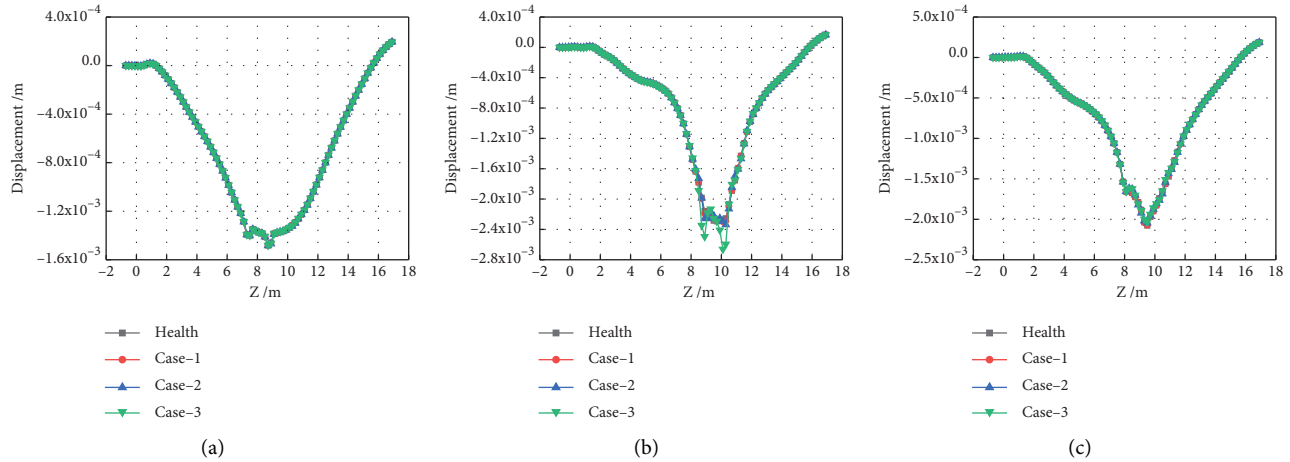 4.0x10⁻⁴
0.0
−4.0x10⁻⁴
−8.0x10⁻⁴
−1.2x10⁻³
−1.6x10⁻³
Displacement /m
−2 0 2 4 6 8 10 12 14 16 18
Z /m
Health
Case–1
Case–2
Case–3
(a)
4.0x10⁻⁴
0.0
−4.0x10⁻⁴
−8.0x10⁻⁴
−1.2x10⁻³
−1.6x10⁻³
−2.0x10⁻³
−2.4x10⁻³
−2.8x10⁻³
Displacement /m
−2 0 2 4 6 8 10 12 14 16 18
Z /m
Health
Case–1
Case–2
Case–3
(b)
5.0x10⁻⁴
0.0
−5.0x10⁻⁴
−1.0x10⁻³
−1.5x10⁻³
−2.0x10⁻³
−2.5x10⁻³
Displacement /m
−2 0 2 4 6 8 10 12 14 16 18
Z /m
Health
Case–1
Case–2
Case–3
(c)